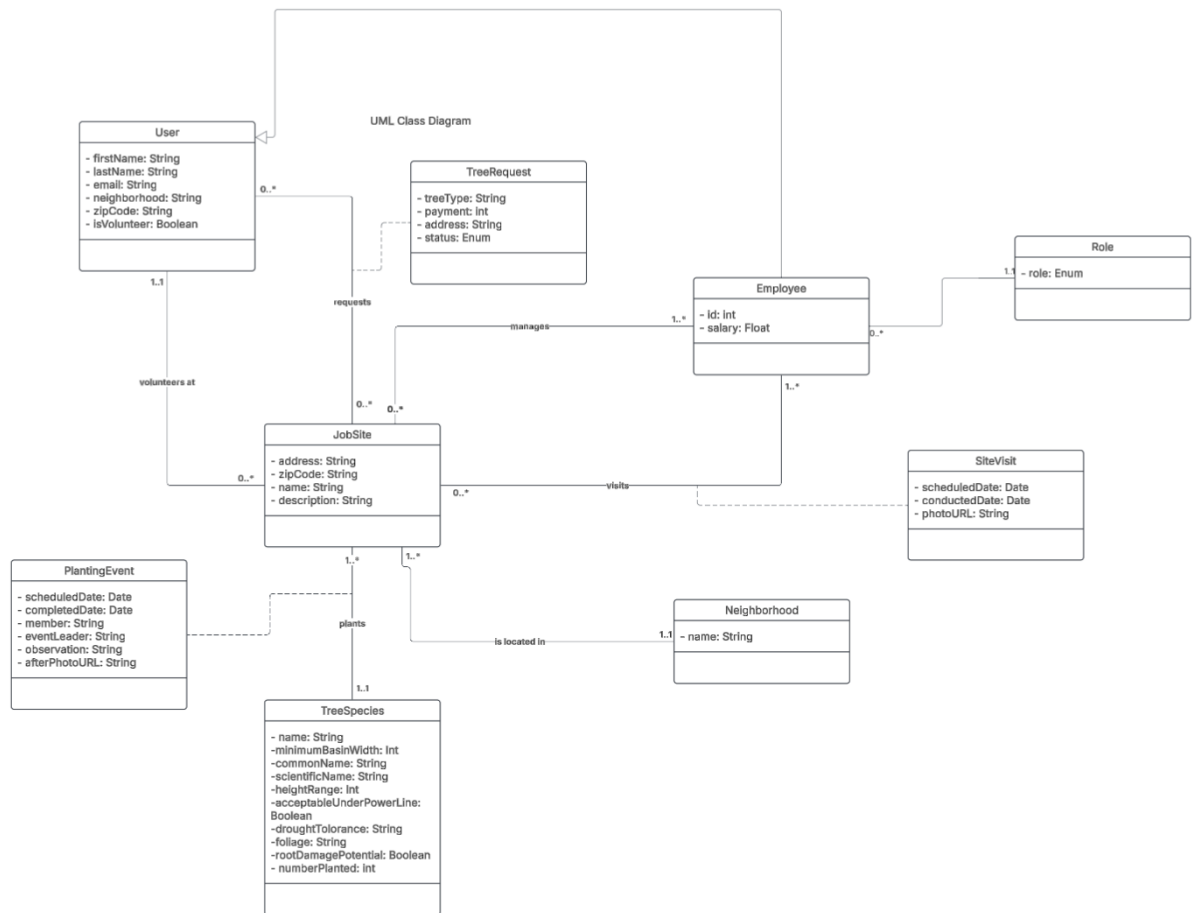 UML Class Diagram
User
- firstName: String
- lastName: String
- email: String
- neighborhood: String
- zipCode: String
- isVolunteer: Boolean
0..*
1..1
TreeRequest
- treeType: String
- payment: int
- address: String
- status: Enum
requests
Role
- role: Enum
1..1
Employee
- id: int
- salary: Float
0..*
1..*
manages
1..*
volunteers at
0..*
0..*
JobSite
- address: String
- zipCode: String
- name: String
- description: String
0..*
0..*
visits
SiteVisit
- scheduledDate: Date
- conductedDate: Date
- photoURL: String
1..*
1..*
PlantingEvent
- scheduledDate: Date
- completedDate: Date
- member: String
- eventLeader: String
- observation: String
- afterPhotoURL: String
plants
is located in
1..1
Neighborhood
- name: String
1..1
TreeSpecies
- name: String
-minimumBasinWidth: Int
-commonName: String
-scientificName: String
-heightRange: Int
-acceptableUnderPowerLine:
Boolean
-droughtTolorance: String
-foliage: String
-rootDamagePotential: Boolean
- numberPlanted: int